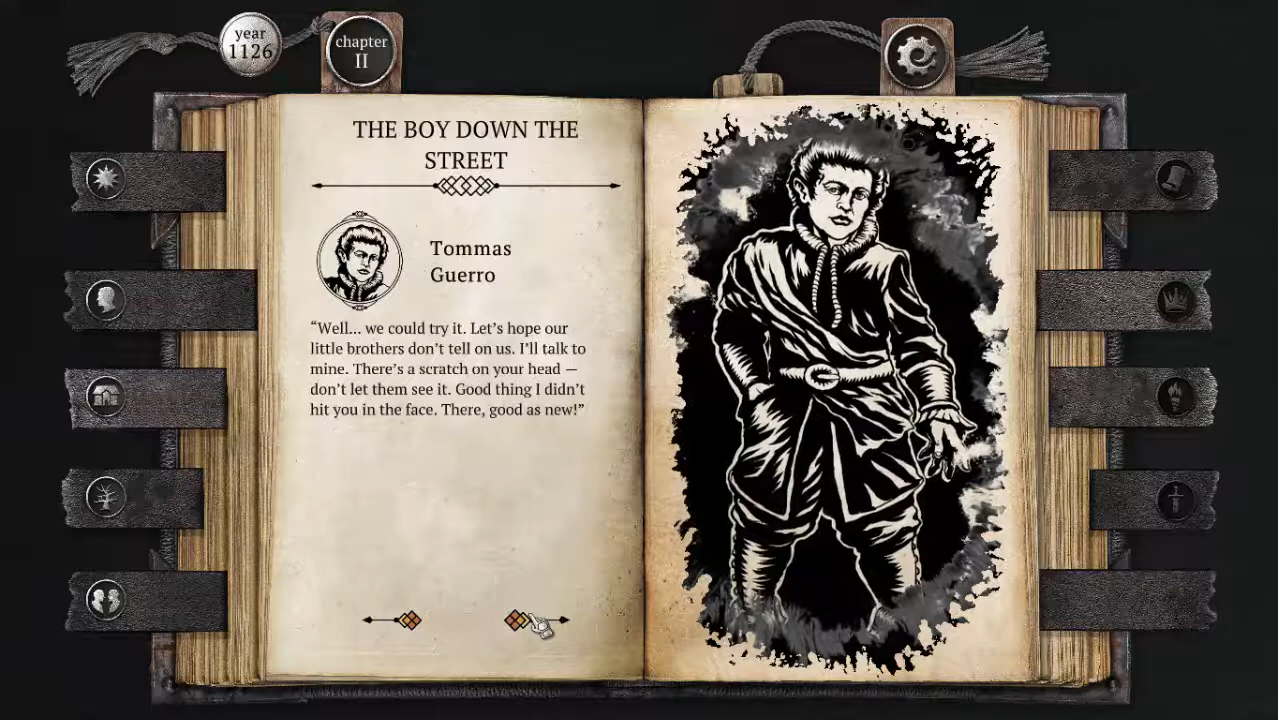 year
1126
chapter
II
THE BOY DOWN THE
STREET
Tommas
Guerro
“Well... we could try it. Let’s hope our
little brothers don’t tell on us. I’ll talk to
mine. There’s a scratch on your head —
don’t let them see it. Good thing I didn’t
hit you in the face. There, good as new!”